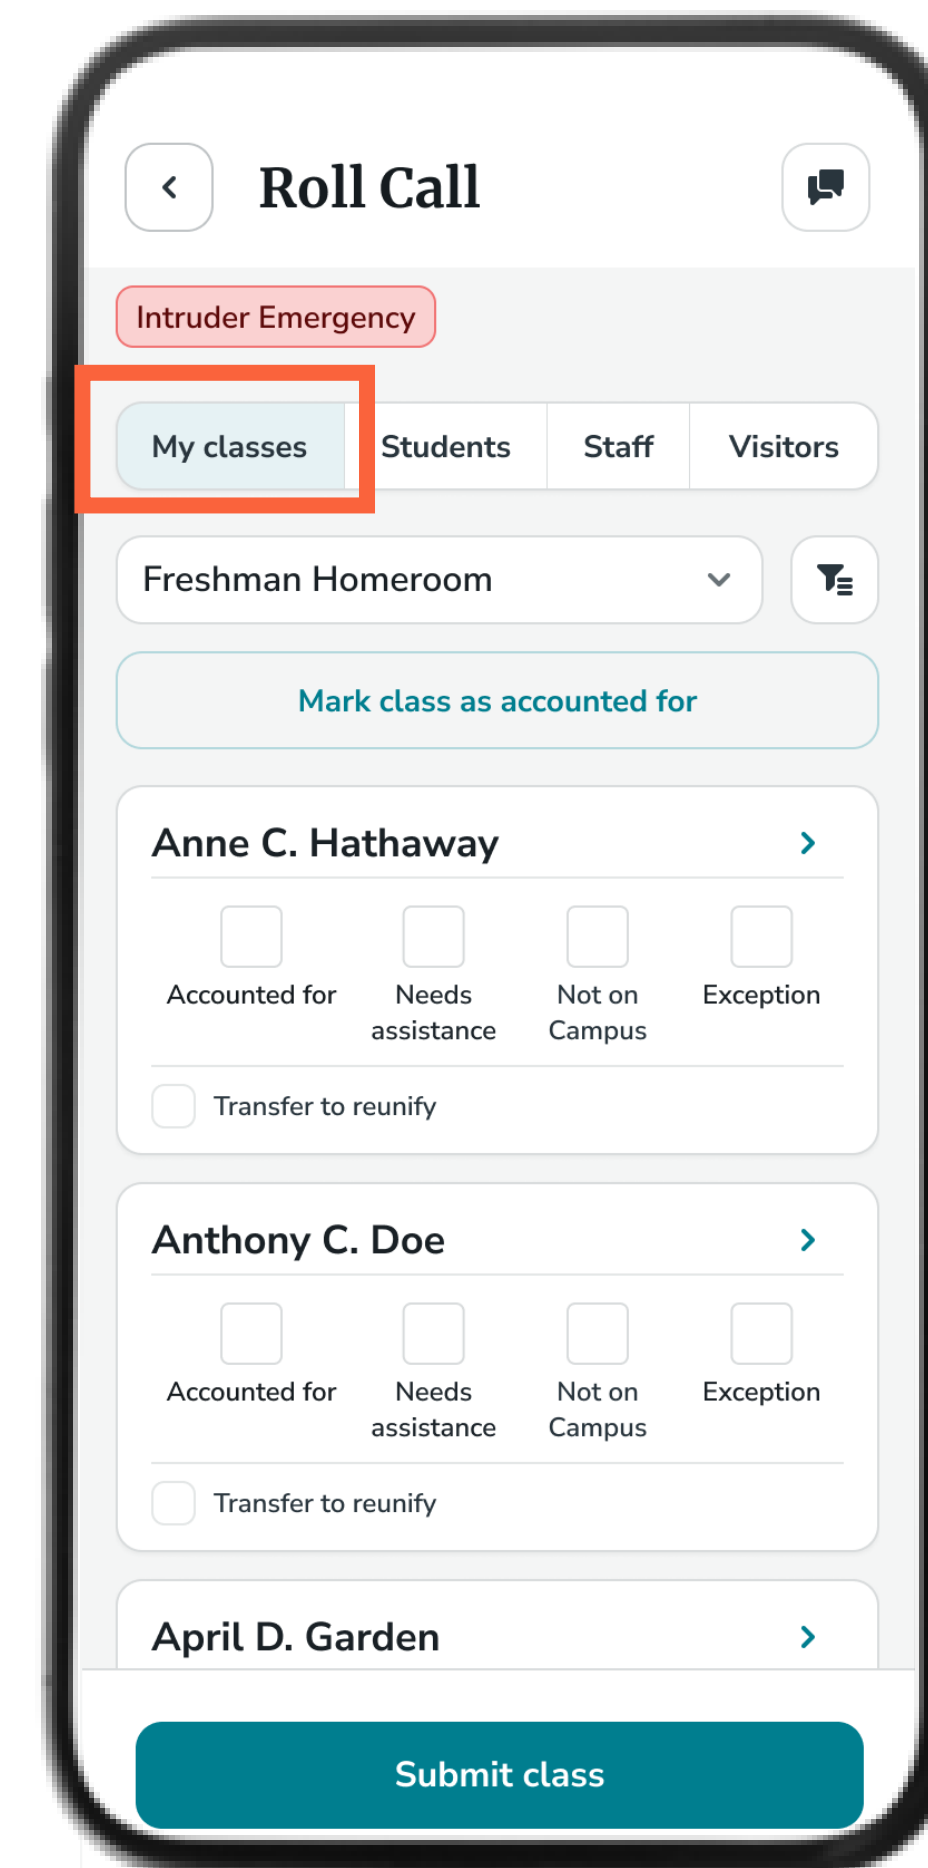 Roll Call
Intruder Emergency
My classes Students Staff Visitors
Freshman Homeroom
Mark class as accounted for
Anne C. Hathaway
Accounted for Needs assistance Not on Campus Exception
Transfer to reunify
Anthony C. Doe
Accounted for Needs assistance Not on Campus Exception
Transfer to reunify
April D. Garden
Submit class